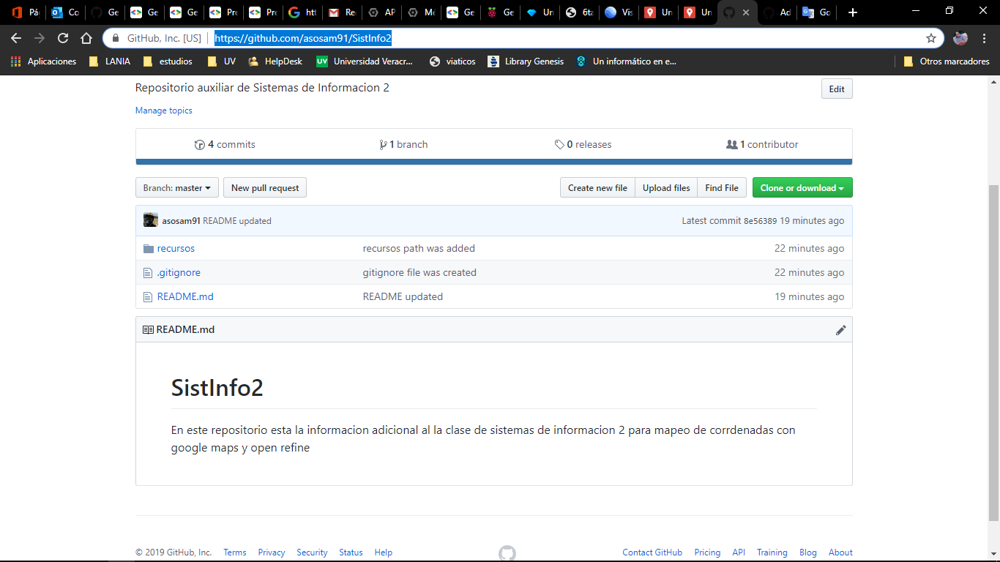 Pá Co Ge Ge Ge Pre Pre htt Re AP Mé Ge Ge Un 6ta Vis Un Un Ad Go
GitHub, Inc. [US] https://github.com/asosam91/SistInfo2
Aplicaciones LANIA estudios UV HelpDesk UV Universidad Veracr... viaticos Library Genesis Un informático en e... Otros marcadores
Repositorio auxiliar de Sistemas de Informacion 2 Edit
Manage topics
4 commits 1 branch 0 releases 1 contributor
Branch: master New pull request Create new file Upload files Find File Clone or download
asosam91 README updated Latest commit 8e56389 19 minutes ago
recursos recursos path was added 22 minutes ago
.gitignore gitignore file was created 22 minutes ago
README.md README updated 19 minutes ago
README.md
SistInfo2
En este repositorio esta la informacion adicional al la clase de sistemas de informacion 2 para mapeo de corrdenadas con
google maps y open refine
© 2019 GitHub, Inc. Terms Privacy Security Status Help Contact GitHub Pricing API Training Blog About